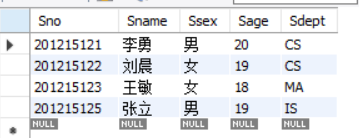 Sno Sname Ssex Sage Sdept
201215121 李勇 男 20 CS
201215122 刘晨 女 19 CS
201215123 王敏 女 18 MA
201215125 张立 男 19 IS
NULL NULL NULL NULL NULL